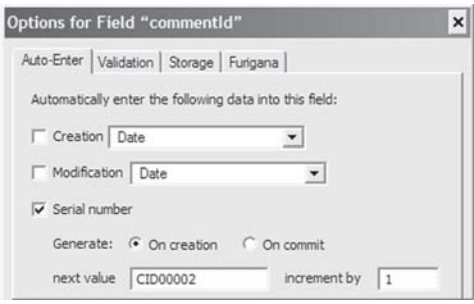 Options for Field “commentId”
Auto-Enter Validation Storage Furigana
Automatically enter the following data into this field:
Creation Date
Modification Date
Serial number
Generate: On creation On commit
next value CID00002 increment by 1